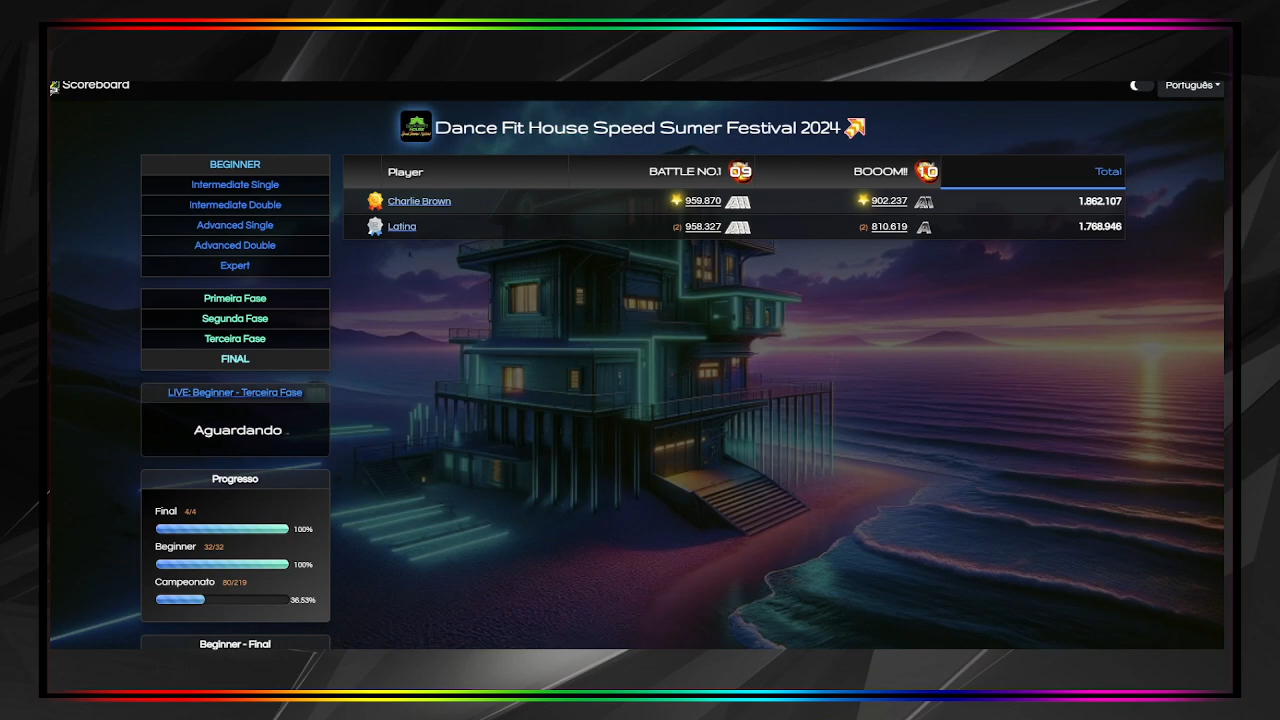 Scoreboard
Português
Dance Fit House Speed Sumer Festival 2024
BEGINNER
Intermediate Single
Intermediate Double
Advanced Single
Advanced Double
Expert
Player BATTLE NO.1 09 BOOOM!! 10 Total
Charlie Brown 959.870 902.237 1.862.107
Latina (2) 958.327 (2) 810.619 1.768.946
Primeira Fase
Segunda Fase
Terceira Fase
FINAL
LIVE: Beginner - Terceira Fase
Aguardando
Progresso
Final 4/4
100%
Beginner 32/32
100%
Campeonato 80/219
36.53%
Beginner - Final